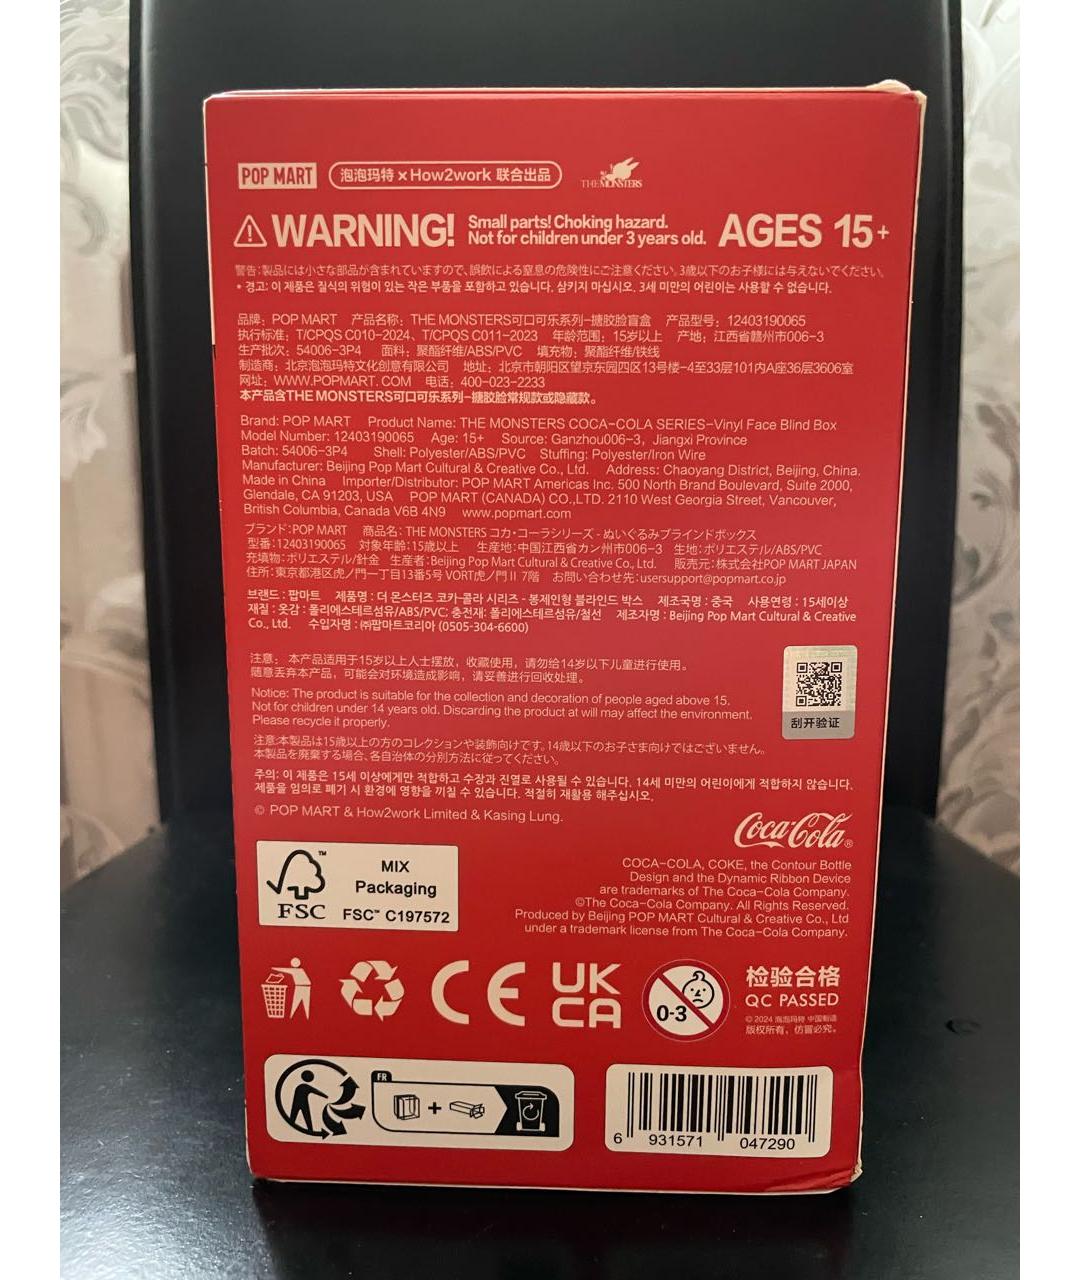 POP MART 泡泡玛特×How2work 联合出品 THE MONSTERS
WARNING! Small parts! Choking hazard. Not for children under 3 years old. AGES 15+
警告:製品には小さな部品が含まれていますので、誤飲による窒息の危険性にご注意ください。3歳以下のお子様には与えないでください。
• 경고: 이 제품은 질식의 위험이 있는 작은 부품을 포함하고 있습니다. 삼키지 마십시오. 3세 미만의 어린이는 사용할 수 없습니다.
品牌：POP MART 产品名称：THE MONSTERS可口可乐系列-搪胶脸盲盒 产品型号：12403190065
执行标准：T/CPQS C010-2024、T/CPQS C011-2023 年龄范围：15岁以上 产地：江西省赣州市006-3
生产批次：54006-3P4 面料：聚酯纤维/ABS/PVC 填充物：聚酯纤维/铁线
制造商：北京泡泡玛特文化创意有限公司 地址：北京市朝阳区望京东园四区13号楼-4至33层101内A座36层3606室
网址：WWW.POPMART.COM 电话：400-023-2233
本产品含THE MONSTERS可口可乐系列-搪胶脸常规款或隐藏款。
Brand: POP MART Product Name: THE MONSTERS COCA-COLA SERIES-Vinyl Face Blind Box
Model Number: 12403190065 Age: 15+ Source: Ganzhou006-3, Jiangxi Province
Batch: 54006-3P4 Shell: Polyester/ABS/PVC Stuffing: Polyester/Iron Wire
Manufacturer: Beijing Pop Mart Cultural & Creative Co., Ltd. Address: Chaoyang District, Beijing, China.
Made in China Importer/Distributor: POP MART Americas Inc. 500 North Brand Boulevard, Suite 2000,
Glendale, CA 91203, USA POP MART (CANADA) CO.,LTD. 2110 West Georgia Street, Vancouver,
British Columbia, Canada V6B 4N9 www.popmart.com
ブランド:POP MART 商品名: THE MONSTERS コカ・コーラシリーズ - ぬいぐるみブラインドボックス
型番:12403190065 対象年齢:15歳以上 生産地:中国江西省カン州市006-3 生地:ポリエステル/ABS/PVC
充填物:ポリエステル/針金 生産者:Beijing Pop Mart Cultural & Creative Co., Ltd. 販売元:株式会社POP MART JAPAN
住所:東京都港区虎ノ門一丁目13番5号 VORT虎ノ門 II 7階 お問い合わせ先:usersupport@popmart.co.jp
브랜드 : 팝마트 제품명 : 더 몬스터즈 코카-콜라 시리즈 - 봉제인형 블라인드 박스 제조국명 : 중국 사용연령 : 15세이상
재질 : 옷감 : 폴리에스테르섬유/ABS/PVC; 충전재: 폴리에스테르섬유/철선 제조자명 : Beijing Pop Mart Cultural & Creative
Co., Ltd. 수입자명 : ㈜팝마트코리아 (0505-304-6600)
注意：本产品适用于15岁以上人士摆放，收藏使用，请勿给14岁以下儿童进行使用。
随意丢弃本产品，可能会对环境造成影响，请妥善进行回收处理。
Notice: The product is suitable for the collection and decoration of people aged above 15.
Not for children under 14 years old. Discarding the product at will may affect the environment.
Please recycle it properly.
刮开验证
注意:本製品は15歳以上の方のコレクションや装飾向けです。14歳以下のお子さま向けではございません。
本製品を廃棄する場合、各自治体の分別方法に従ってください。
주의: 이 제품은 15세 이상에게만 적합하고 수장과 진열로 사용될 수 있습니다. 14세 미만의 어린이에게 적합하지 않습니다.
제품을 임의로 폐기 시 환경에 영향을 끼칠 수 있습니다. 적절히 재활용 해주십시오.
© POP MART & How2work Limited & Kasing Lung.
Coca-Cola®
COCA-COLA, COKE, the Contour Bottle
Design and the Dynamic Ribbon Device
are trademarks of The Coca-Cola Company.
©The Coca-Cola Company. All Rights Reserved.
Produced by Beijing POP MART Cultural & Creative Co., Ltd
under a trademark license from The Coca-Cola Company.
MIX
Packaging
FSC FSC™ C197572
CE UK CA 0-3
检验合格
QC PASSED
© 2024 泡泡玛特 中国制造
版权所有，仿冒必究。
FR
6 931571 047290